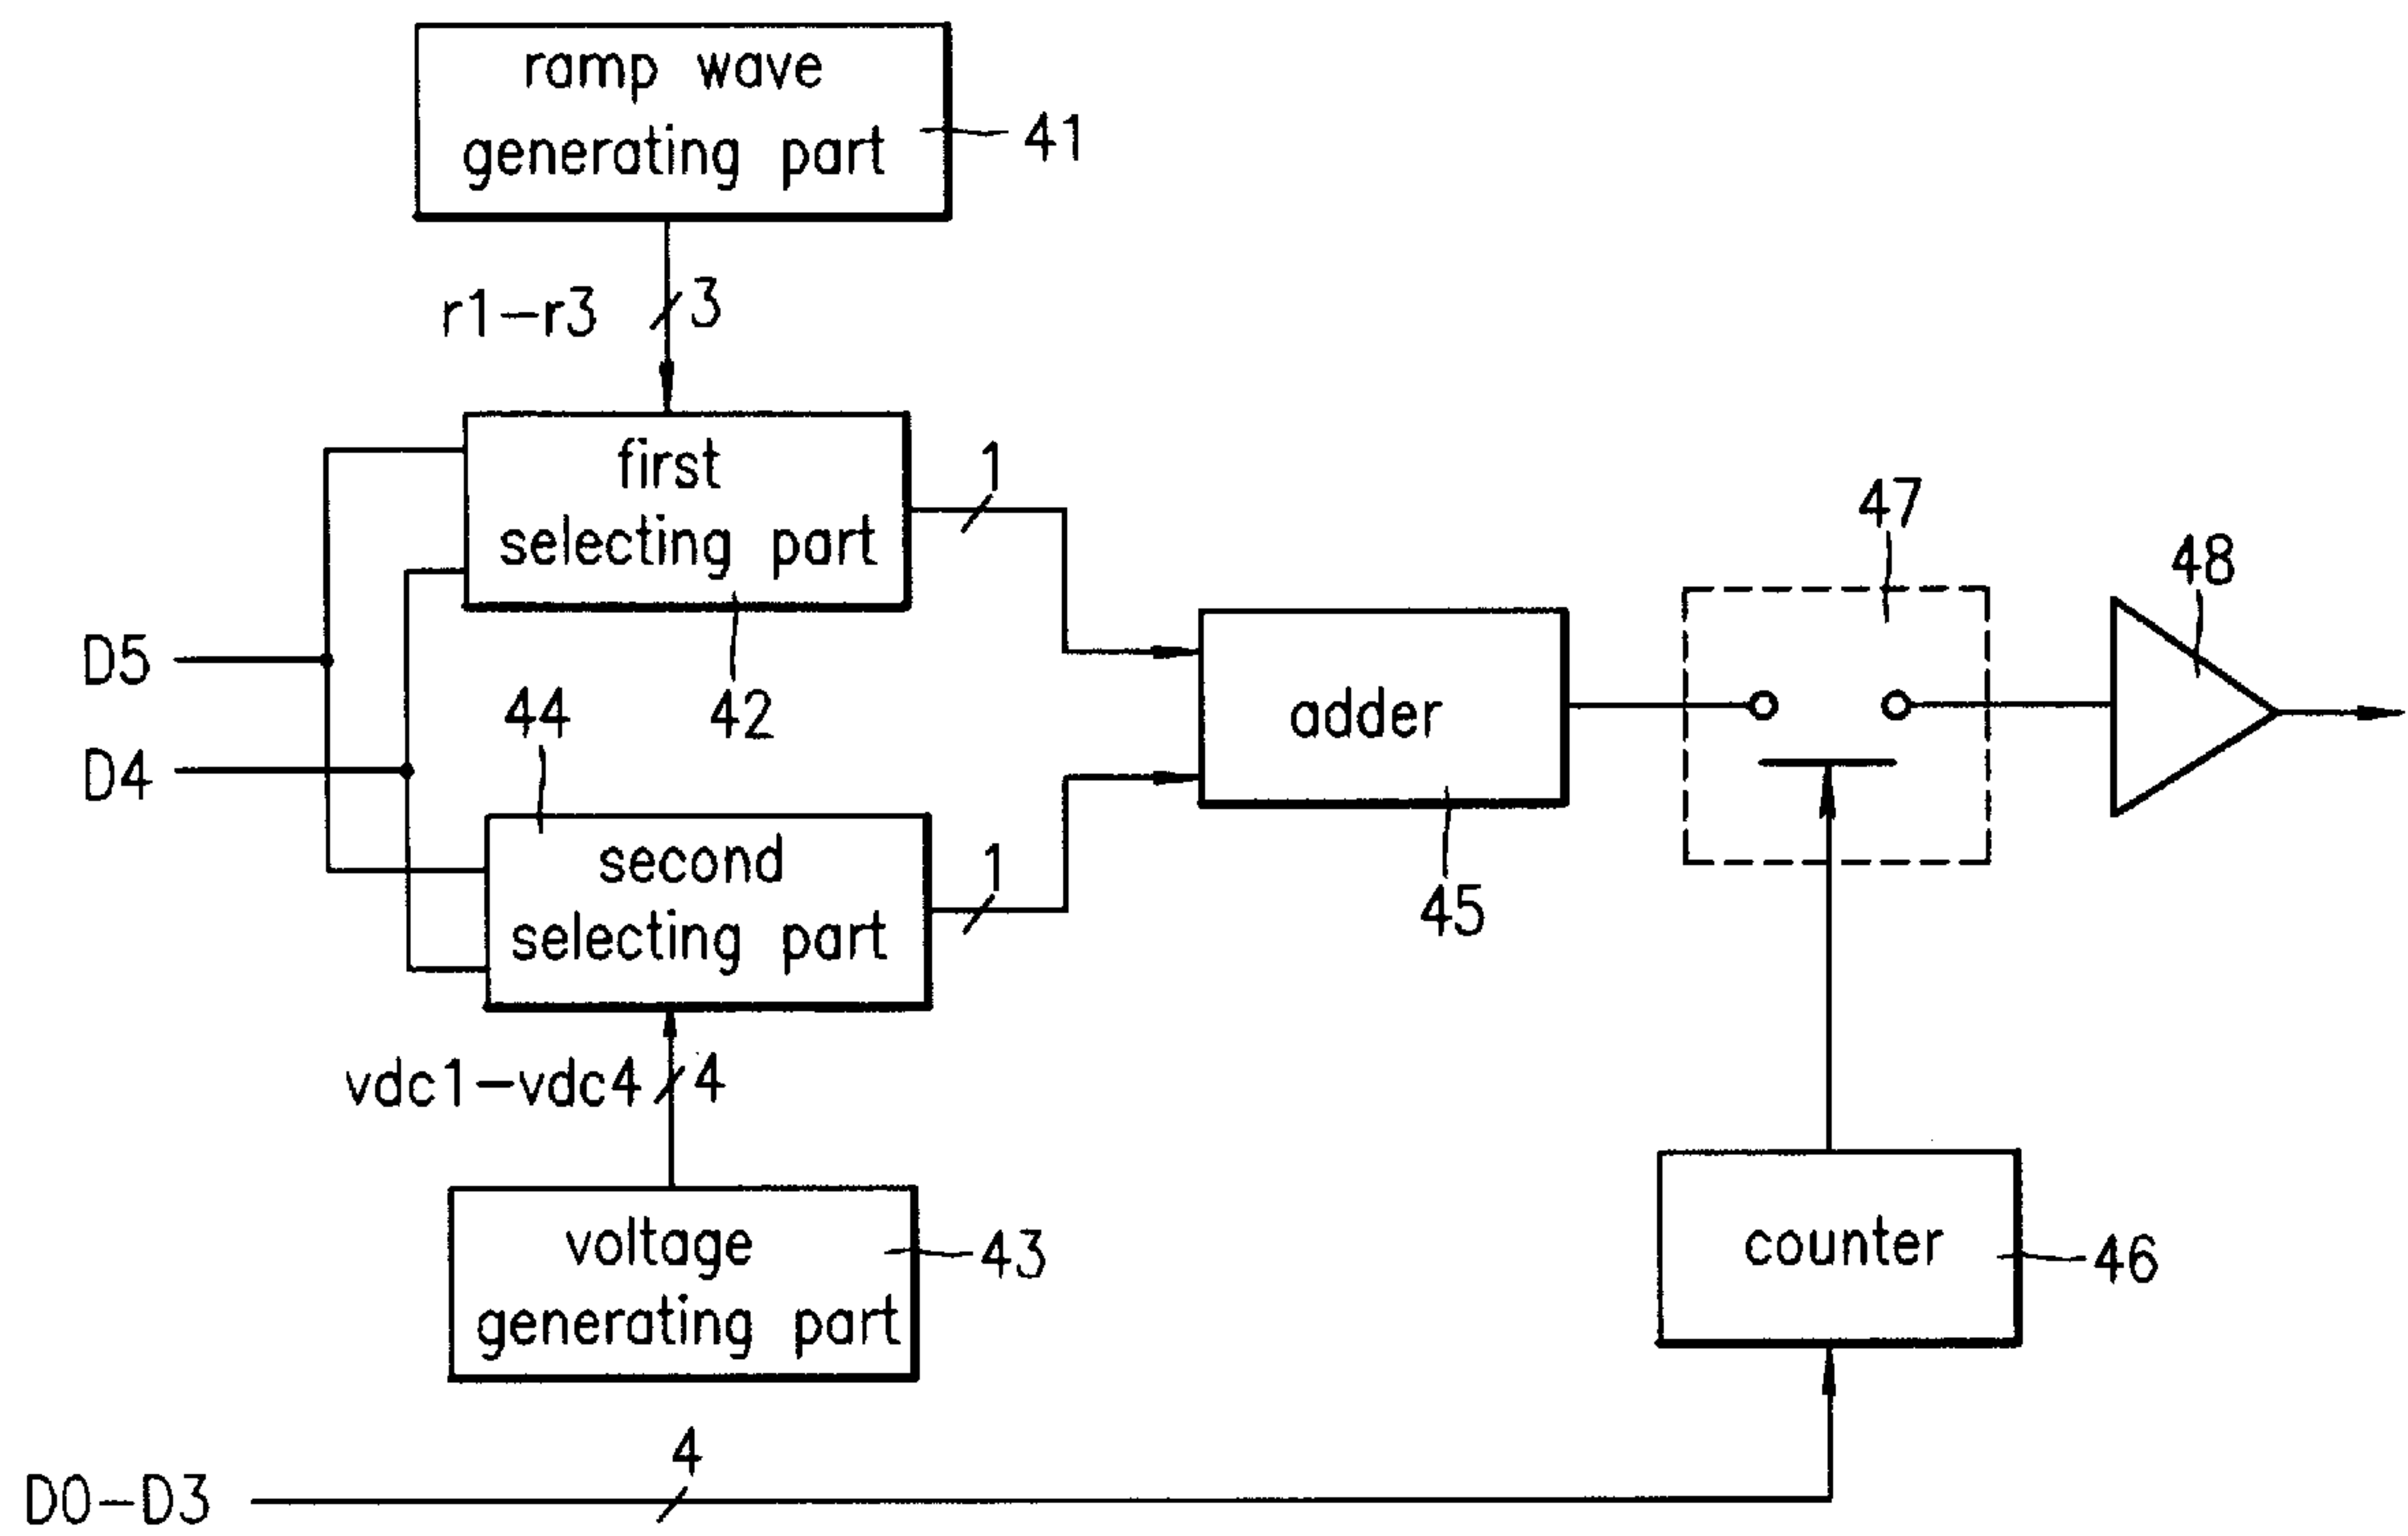 ramp wave
generating part
41
r1-r3
3
first
selecting part
1
42
D5
D4
44
second
selecting part
1
vdc1-vdc4
4
voltage
generating part
43
adder
45
47
48
counter
46
D0-D3
4